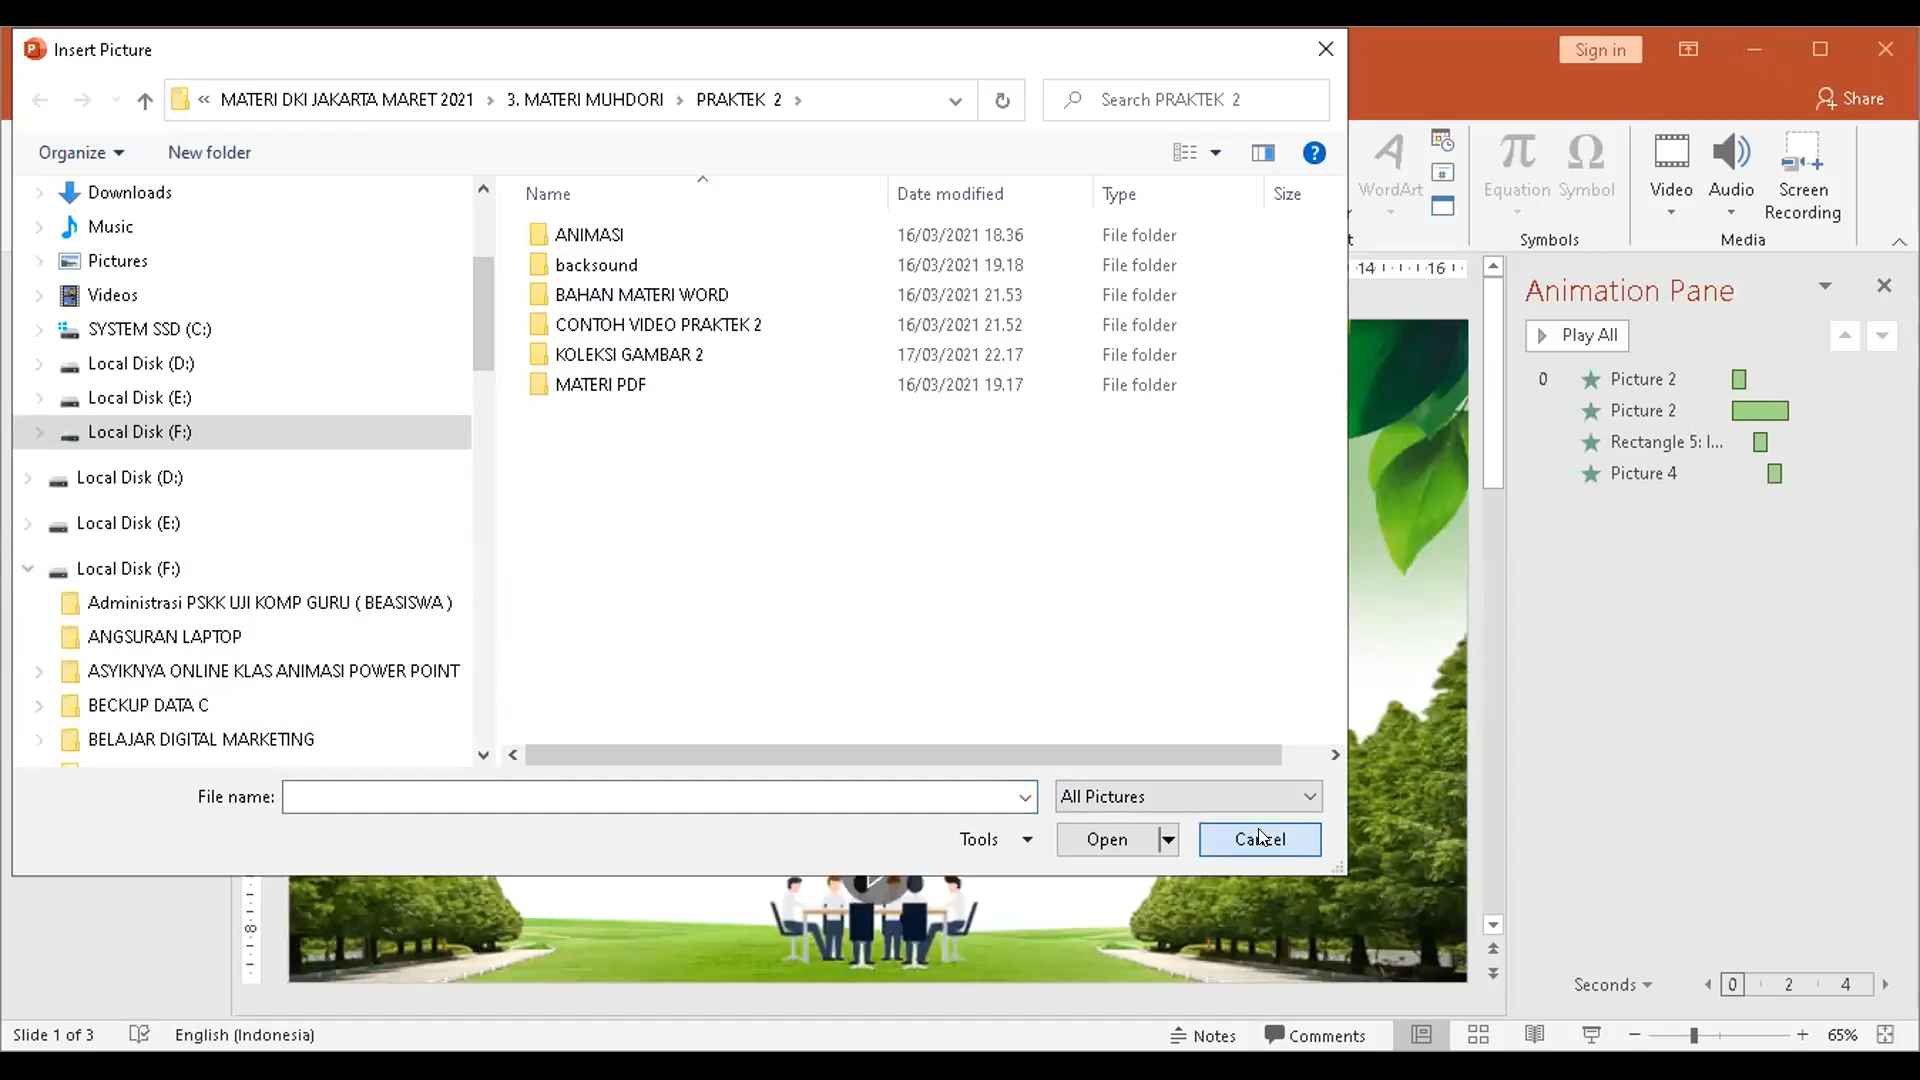 Insert Picture
Sign in
« MATERI DKI JAKARTA MARET 2021 > 3. MATERI MUHDORI > PRAKTEK 2 >
Search PRAKTEK 2
Share
Organize
New folder
Name
Date modified
Type
Size
Downloads
Music
Pictures
Videos
SYSTEM SSD (C:)
Local Disk (D:)
Local Disk (E:)
Local Disk (F:)
Local Disk (D:)
Local Disk (E:)
Local Disk (F:)
Administrasi PSKK UJI KOMP GURU ( BEASISWA )
ANGSURAN LAPTOP
ASYIKNYA ONLINE KLAS ANIMASI POWER POINT
BECKUP DATA C
BELAJAR DIGITAL MARKETING
ANIMASI 16/03/2021 18.36 File folder
backsound 16/03/2021 19.18 File folder
BAHAN MATERI WORD 16/03/2021 21.53 File folder
CONTOH VIDEO PRAKTEK 2 16/03/2021 21.52 File folder
KOLEKSI GAMBAR 2 17/03/2021 22.17 File folder
MATERI PDF 16/03/2021 19.17 File folder
File name:
All Pictures
Tools
Open
Cancel
WordArt
Equation
Symbol
Symbols
Video
Audio
Screen
Recording
Media
14 16
Animation Pane
Play All
0 Picture 2
Picture 2
Rectangle 5: I...
Picture 4
Seconds
0 2 4
8
Slide 1 of 3
English (Indonesia)
Notes
Comments
65%